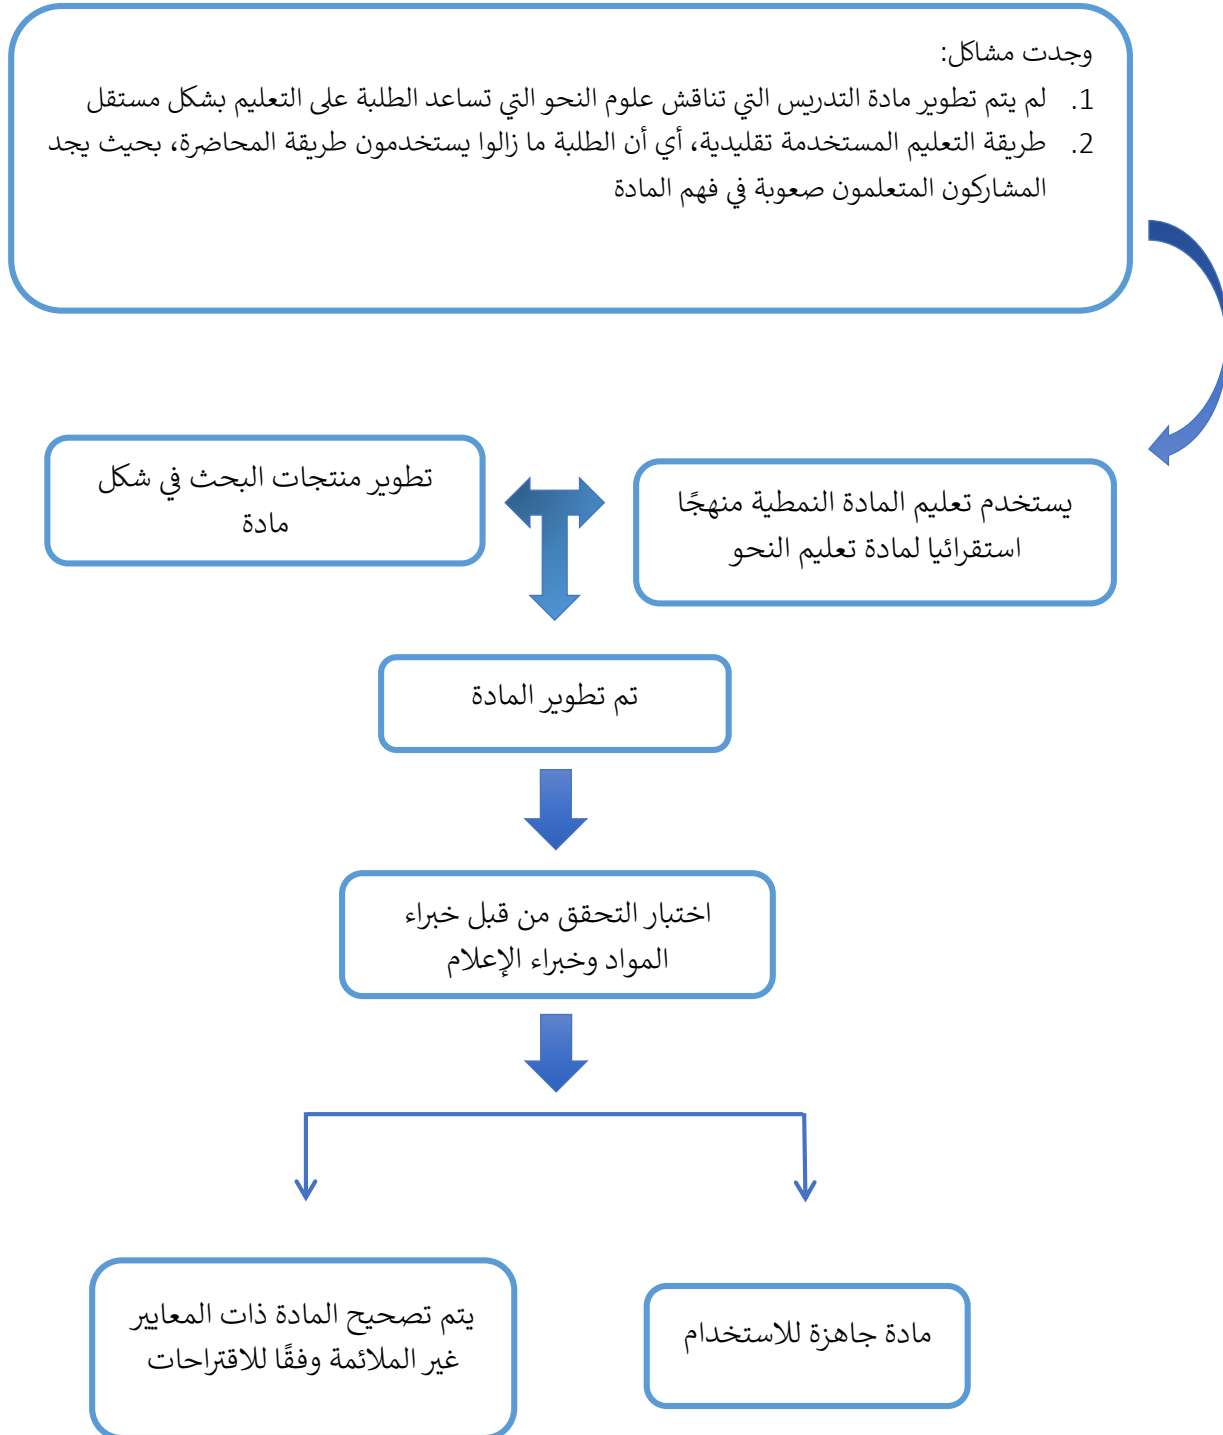 وجدت مشاكل:
1. لم يتم تطوير مادة التدريس التي تناقش علوم النحو التي تساعد الطلبة على التعليم بشكل مستقل
2. طريقة التعليم المستخدمة تقليدية، أي أن الطلبة ما زالوا يستخدمون طريقة المحاضرة، بحيث يجد
المشاركون المتعلمون صعوبة في فهم المادة
يستخدم تعليم المادة النمطية منهجًا
استقرائيا لمادة تعليم النحو
تطوير منتجات البحث في شكل
مادة
تم تطوير المادة
اختبار التحقق من قبل خبراء
المواد وخبراء الإعلام
مادة جاهزة للاستخدام
يتم تصحيح المادة ذات المعايير
غير الملائمة وفقًا للاقتراحات